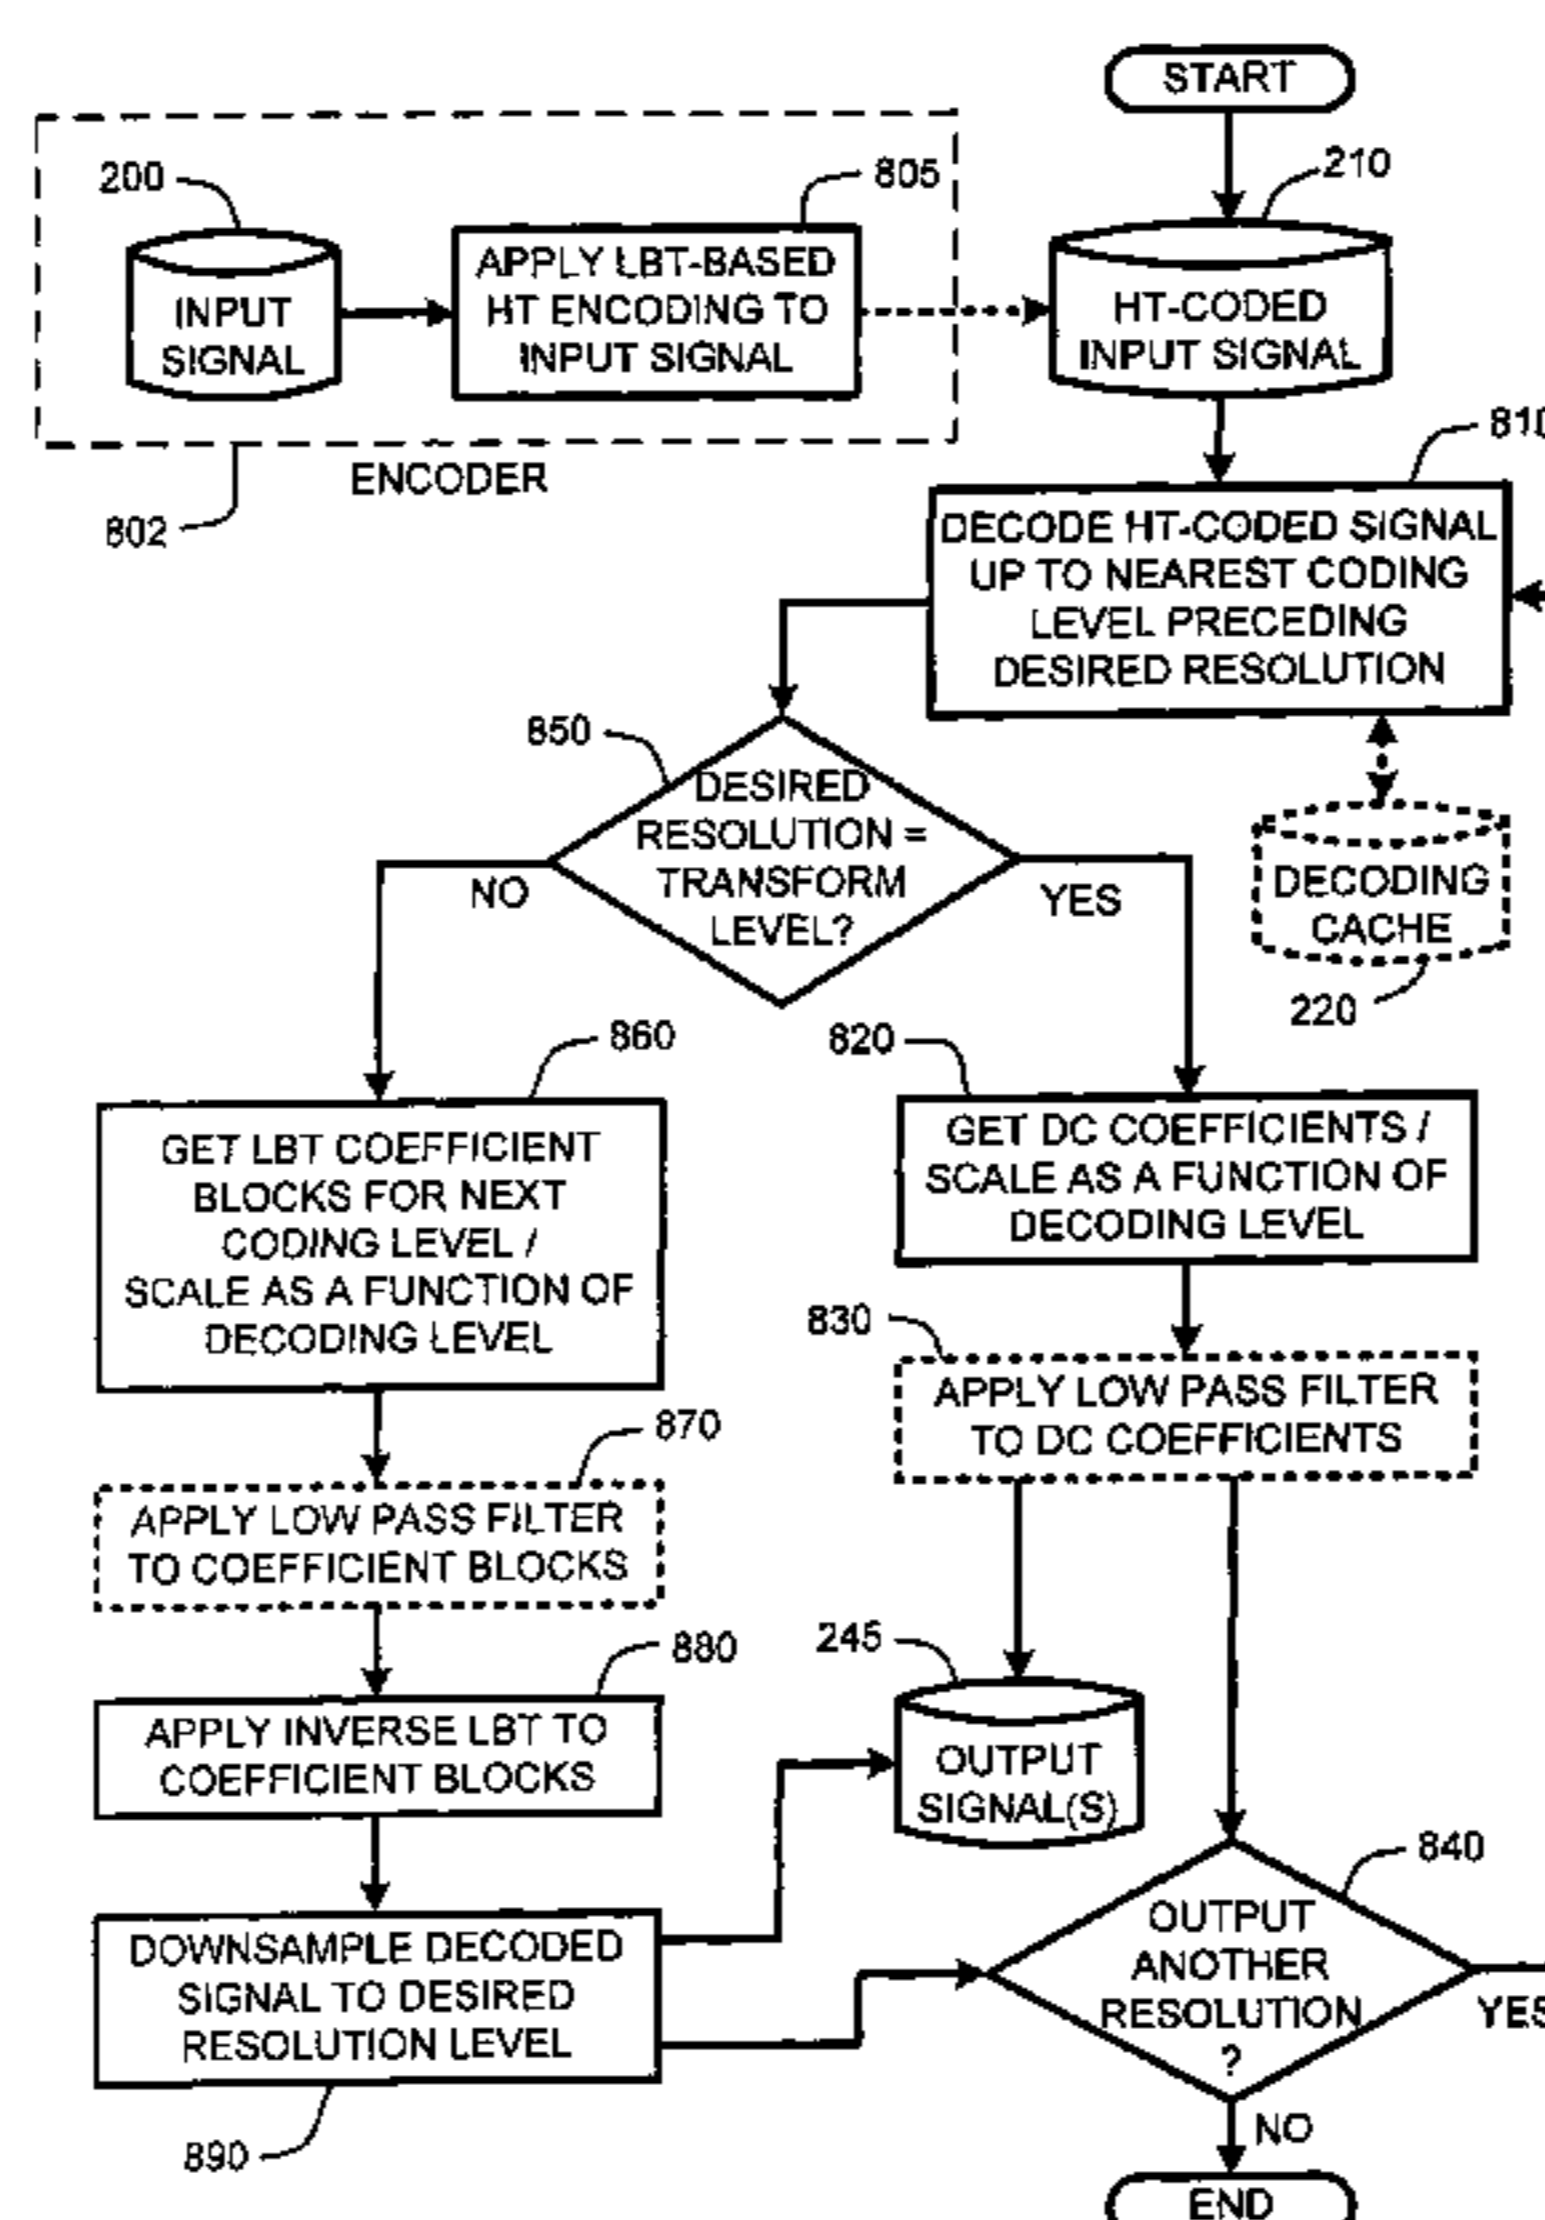 START
200
805
210
INPUT
SIGNAL
APPLY LBT-BASED
HT ENCODING TO
INPUT SIGNAL
HT-CODED
INPUT SIGNAL
ENCODER
802
810
DECODE HT-CODED SIGNAL
UP TO NEAREST CODING
LEVEL PRECEDING
DESIRED RESOLUTION
850
DESIRED
RESOLUTION =
TRANSFORM
LEVEL?
NO
YES
DECODING
CACHE
220
860
820
GET LBT COEFFICIENT
BLOCKS FOR NEXT
CODING LEVEL /
SCALE AS A FUNCTION OF
DECODING LEVEL
GET DC COEFFICIENTS /
SCALE AS A FUNCTION OF
DECODING LEVEL
830
APPLY LOW PASS FILTER
TO DC COEFFICIENTS
870
APPLY LOW PASS FILTER
TO COEFFICIENT BLOCKS
880
245
APPLY INVERSE LBT TO
COEFFICIENT BLOCKS
OUTPUT
SIGNAL(S)
840
DOWNSAMPLE DECODED
SIGNAL TO DESIRED
RESOLUTION LEVEL
OUTPUT
ANOTHER
RESOLUTION
?
YES
890
NO
END